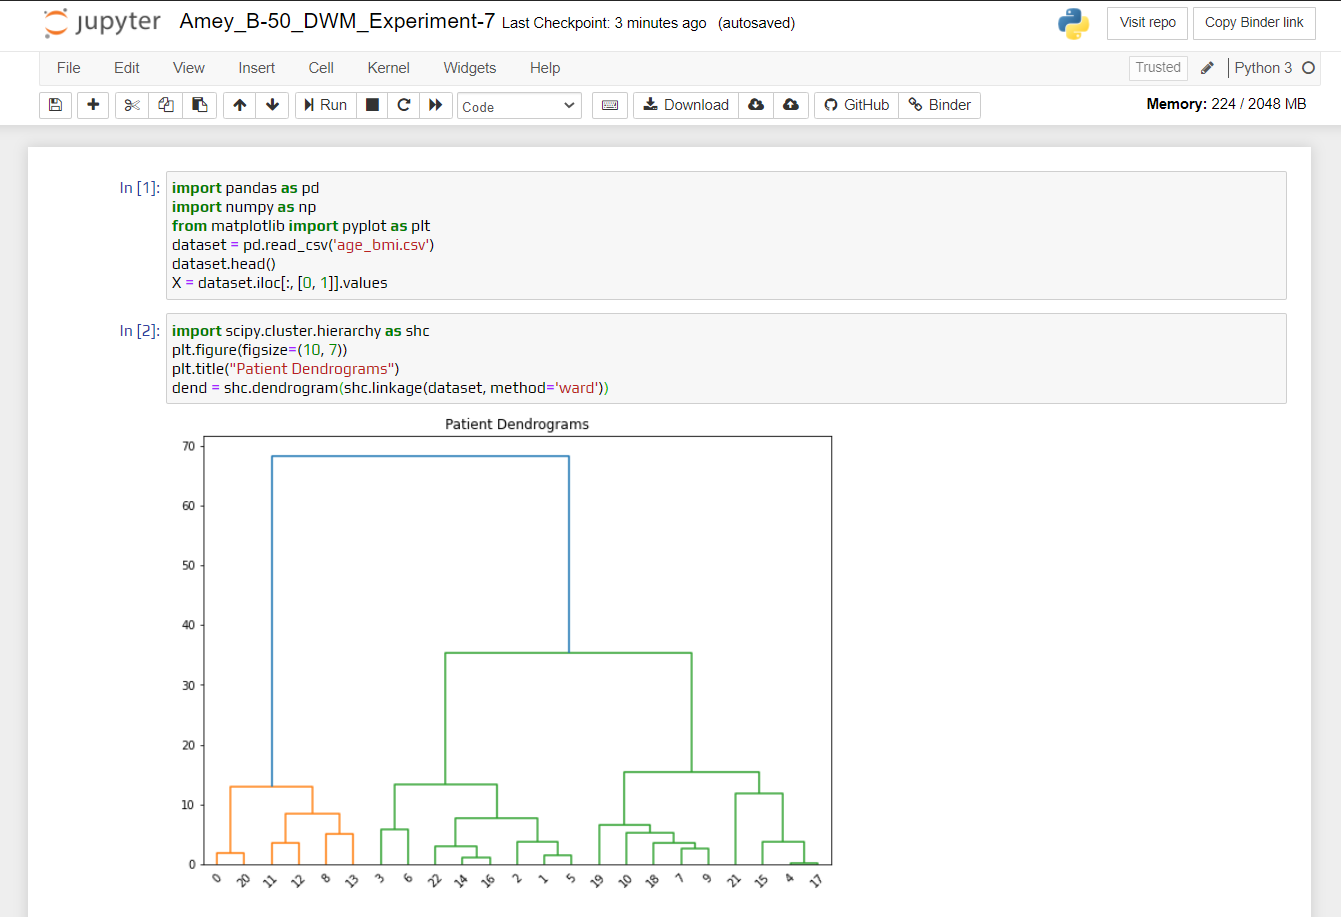 jupyter Amey_B-50_DWM_Experiment-7 Last Checkpoint: 3 minutes ago (autosaved) Visit repo Copy Binder link
File Edit View Insert Cell Kernel Widgets Help Trusted Python 3
Run Code Download GitHub Binder Memory: 224 / 2048 MB
In [1]: import pandas as pd
import numpy as np
from matplotlib import pyplot as plt
dataset = pd.read_csv('age_bmi.csv')
dataset.head()
X = dataset.iloc[:, [0, 1]].values
In [2]: import scipy.cluster.hierarchy as shc
plt.figure(figsize=(10, 7))
plt.title("Patient Dendrograms")
dend = shc.dendrogram(shc.linkage(dataset, method='ward'))
Patient Dendrograms
70
60
50
40
30
20
10
0
0 20 11 12 8 13 3 6 22 14 16 2 1 5 19 10 18 7 9 21 15 4 17